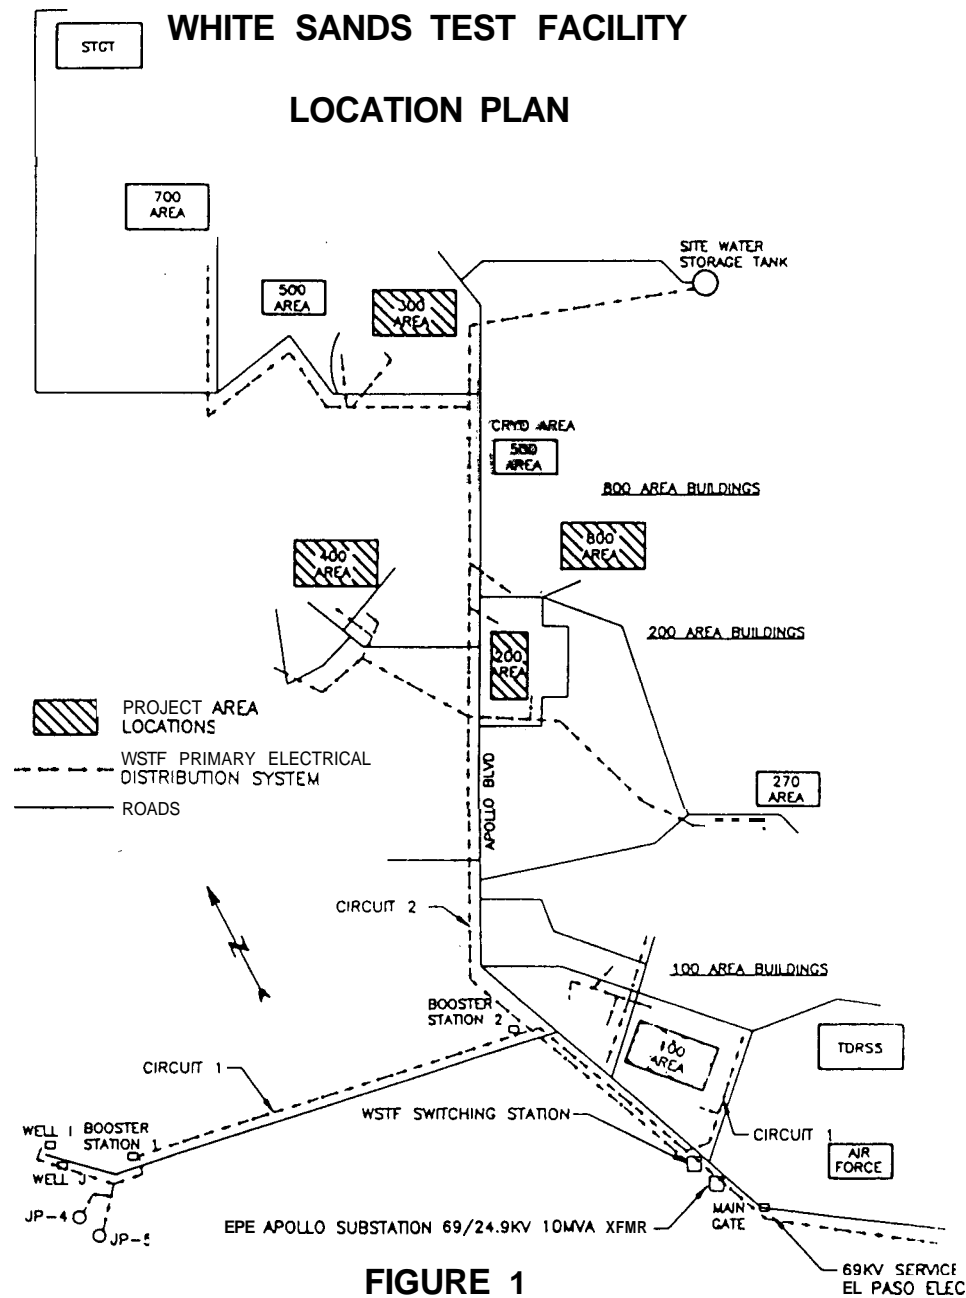 WHITE SANDS TEST FACILITY
STGT
LOCATION PLAN
700
AREA
SITE WATER
STORAGE TANK
500
AREA
300
AREA
CRYO AREA
500
AREA
800 AREA BUILDINGS
800
AREA
400
AREA
200 AREA BUILDINGS
200
AREA
PROJECT AREA
LOCATIONS
WSTF PRIMARY ELECTRICAL
DISTRIBUTION SYSTEM
ROADS
APOLLO BLVD
270
AREA
CIRCUIT 2
N
100 AREA BUILDINGS
BOOSTER
STATION 2
100
AREA
TDRSS
CIRCUIT 1
WSTF SWITCHING STATION
CIRCUIT 1
WELL I
BOOSTER
STATION 1
WELL J
AIR
FORCE
JP-4
JP-5
EPE APOLLO SUBSTATION 69/24.9KV 10MVA XFMR
MAIN
GATE
69KV SERVICE
EL PASO ELEC
FIGURE 1